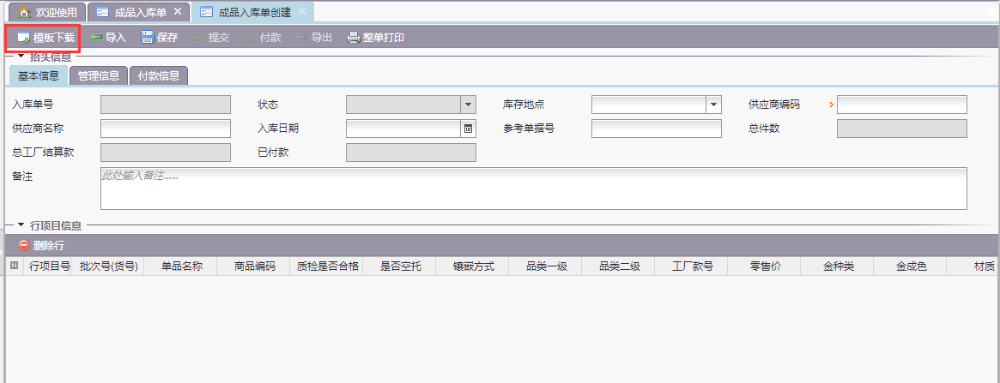 欢迎使用 成品入库单 成品入库单创建
模板下载 导入 保存 提交 付款 导出 整单打印
抬头信息
基本信息 管理信息 付款信息
入库单号 状态 库存地点 供应商编码
供应商名称 入库日期 参考单据号 总件数
总工厂结算款 已付款
备注 此处输入备注......
行项目信息
删除行
N 行项目号 批次号(货号) 单品名称 商品编码 质检是否合格 是否空托 镶嵌方式 品类一级 品类二级 工厂款号 零售价 金种类 金成色 材质